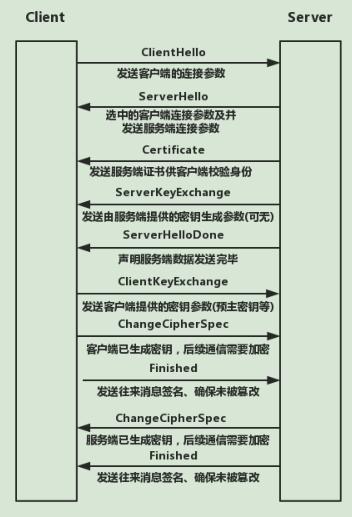 Client
Server
ClientHello
发送客户端的连接参数
ServerHello
选中的客户端连接参数及并
发送服务端连接参数
Certificate
发送服务端证书供客户端校验身份
ServerKeyExchange
发送由服务端提供的密钥生成参数(可无)
ServerHelloDone
声明服务端数据发送完毕
ClientKeyExchange
发送客户端提供的密钥参数(预主密钥等)
ChangeCipherSpec
客户端已生成密钥，后续通信需要加密
Finished
发送往来消息签名、确保未被篡改
ChangeCipherSpec
服务端已生成密钥，后续通信需要加密
Finished
发送往来消息签名、确保未被篡改